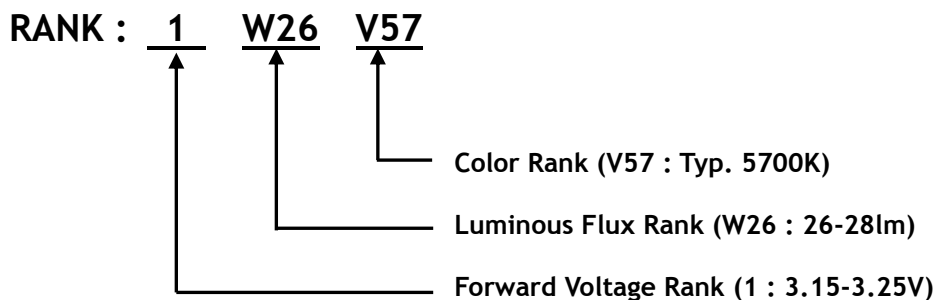 RANK : 1 W26 V57
Color Rank (V57 : Typ. 5700K)
Luminous Flux Rank (W26 : 26-28lm)
Forward Voltage Rank (1 : 3.15-3.25V)